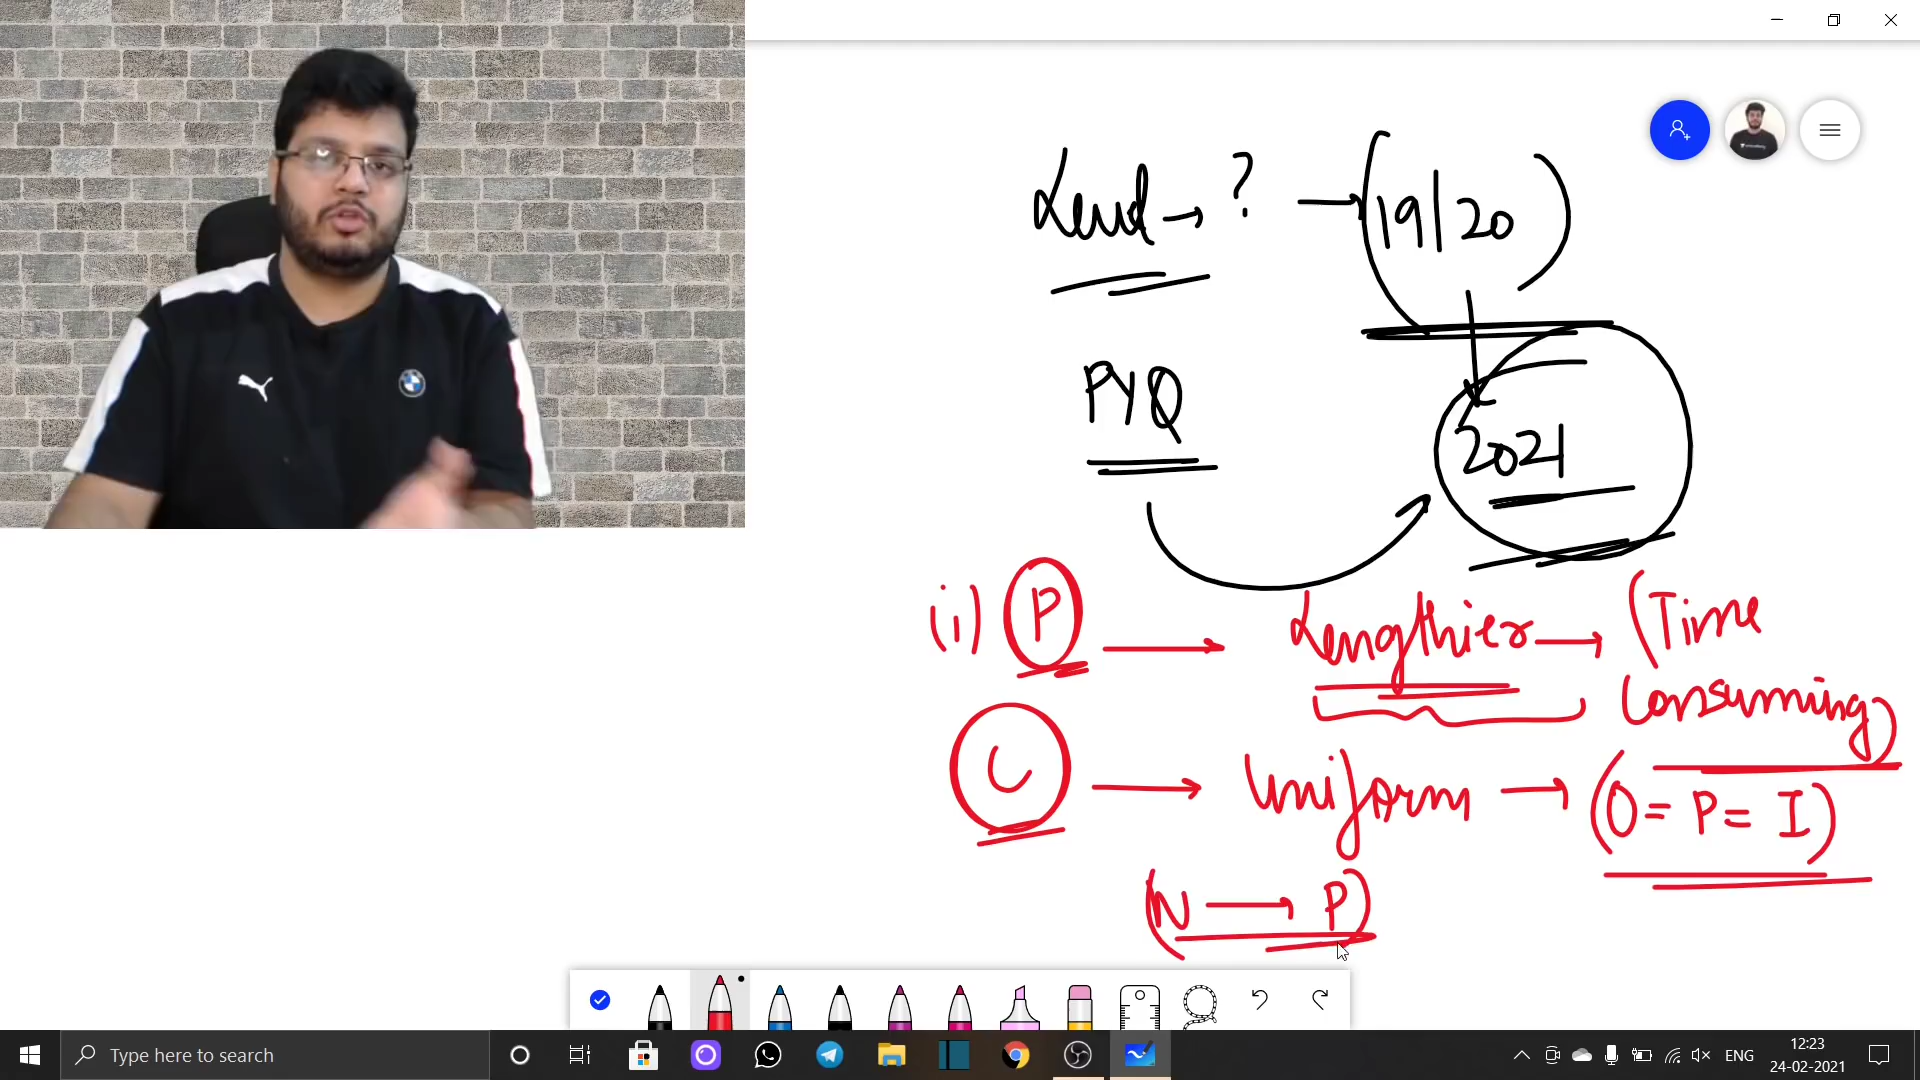 Level → ? → (19|20)
PYQ
2021
(i) P → Lengthier → (Time
Consuming)
C → Uniform → (O = P = I)
(N → P)
Type here to search
ENG
12:23
24-02-2021